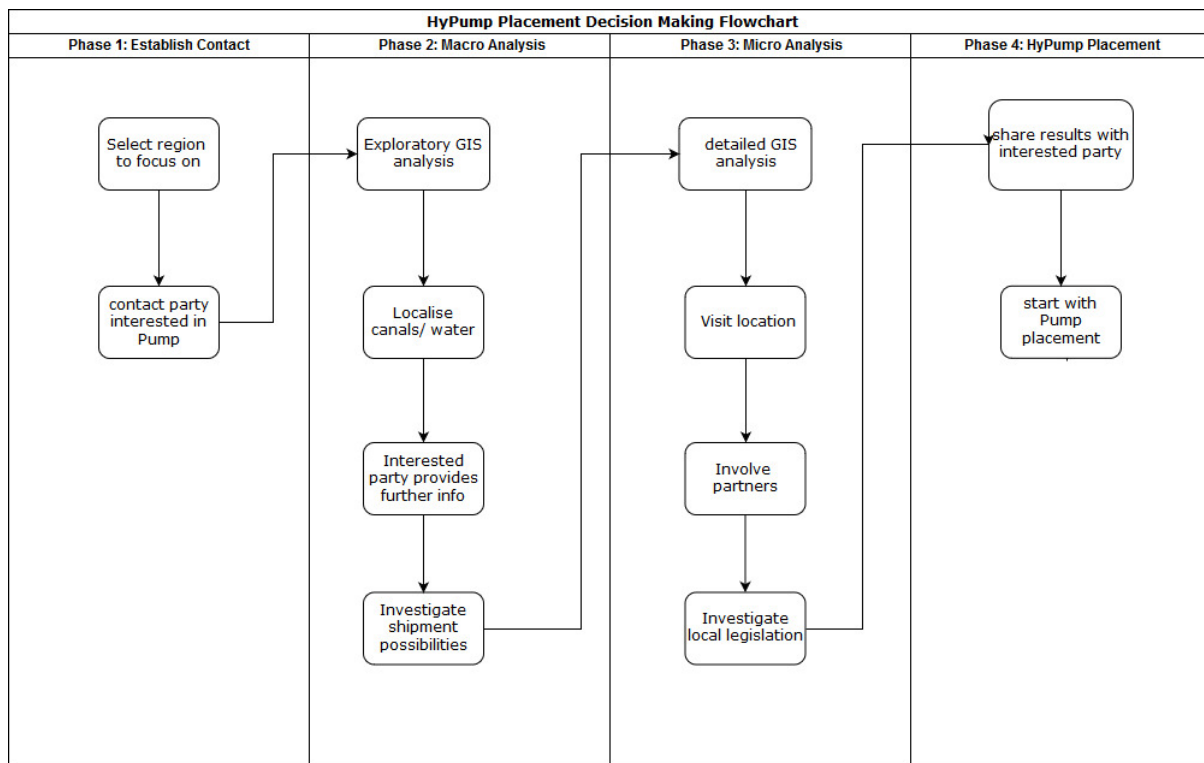 HyPump Placement Decision Making Flowchart
Phase 1: Establish Contact
Phase 2: Macro Analysis
Phase 3: Micro Analysis
Phase 4: HyPump Placement
Select region
to focus on
contact party
interested in
Pump
Exploratory GIS
analysis
Localise
canals/ water
Interested
party provides
further info
Investigate
shipment
possibilities
detailed GIS
analysis
Visit location
Involve
partners
Investigate
local legislation
share results with
interested party
start with
Pump
placement